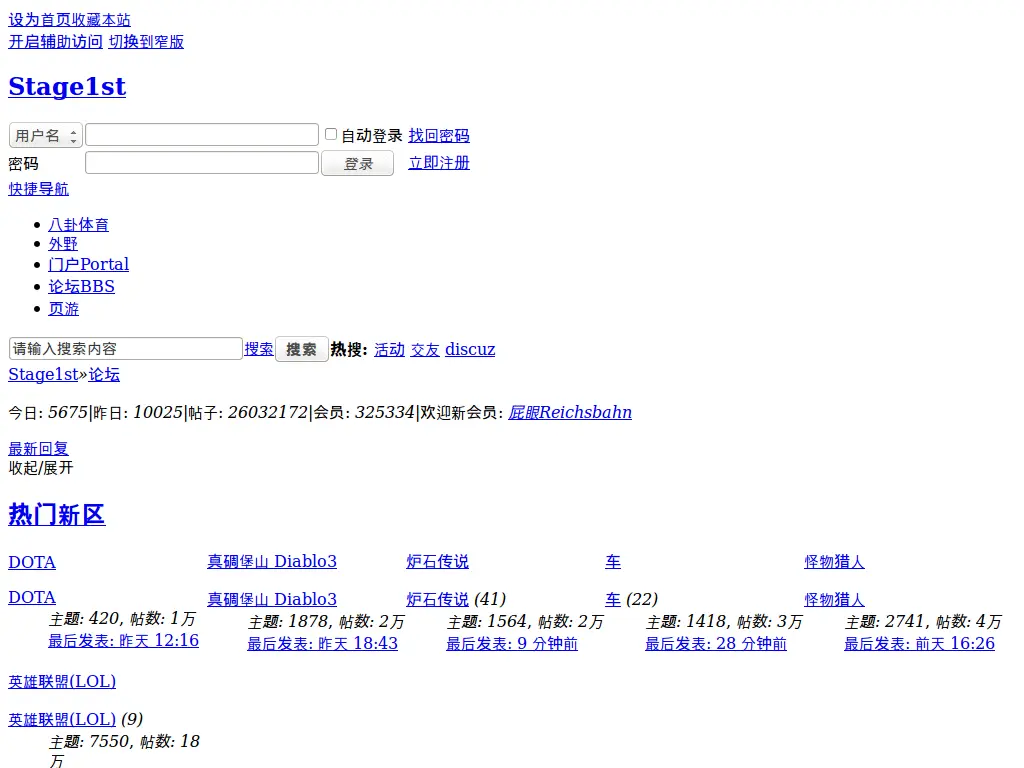 设为首页收藏本站
开启辅助访问 切换到窄版
Stage1st
用户名 自动登录 找回密码
密码 登录 立即注册
快捷导航
八卦体育
外野
门户Portal
论坛BBS
页游
请输入搜索内容 搜索 搜索 热搜: 活动 交友 discuz
Stage1st»论坛
今日: 5675|昨日: 10025|帖子: 26032172|会员: 325334|欢迎新会员: 屁眼Reichsbahn
最新回复
收起/展开
热门新区
DOTA 真碉堡山 Diablo3 炉石传说 车 怪物猎人
DOTA 真碉堡山 Diablo3 炉石传说 (41) 车 (22) 怪物猎人
主题: 420, 帖数: 1万 主题: 1878, 帖数: 2万 主题: 1564, 帖数: 2万 主题: 1418, 帖数: 3万 主题: 2741, 帖数: 4万
最后发表: 昨天 12:16 最后发表: 昨天 18:43 最后发表: 9 分钟前 最后发表: 28 分钟前 最后发表: 前天 16:26
英雄联盟(LOL)
英雄联盟(LOL) (9)
主题: 7550, 帖数: 18
万